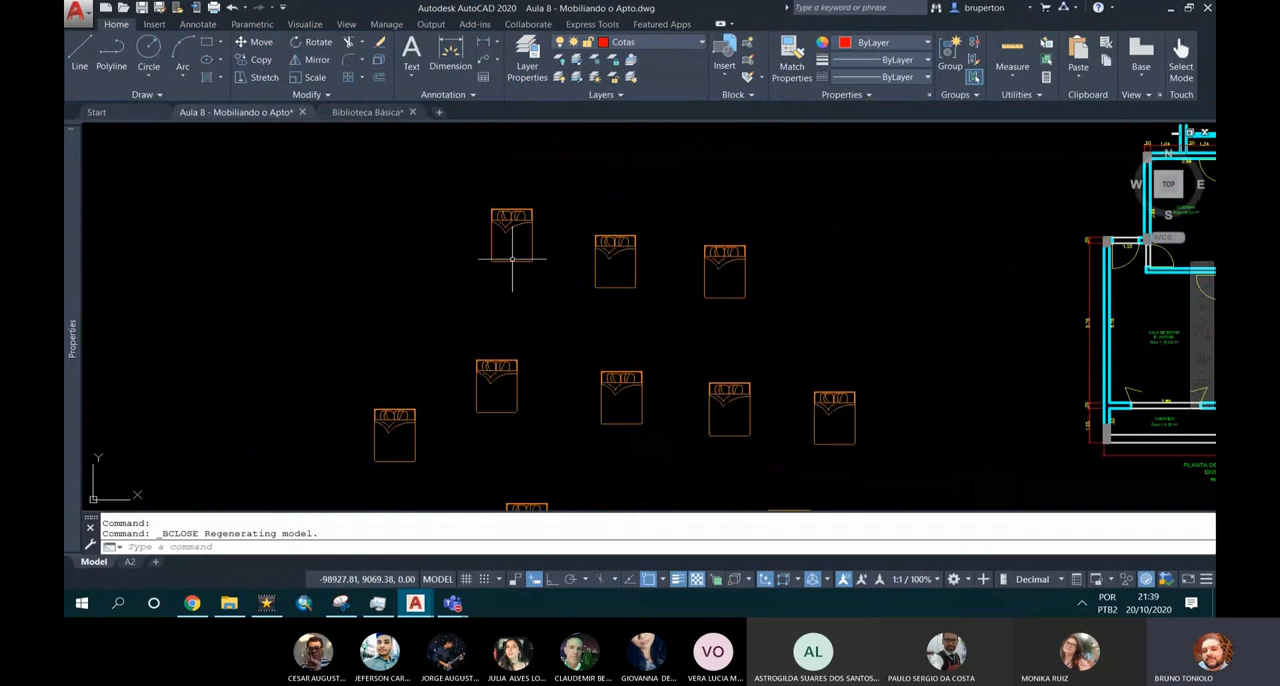 Autodesk AutoCAD 2020 Aula 8 - Mobiliando o Apto.dwg
Type a keyword or phrase
bruperton
Home Insert Annotate Parametric Visualize View Manage Output Add-ins Collaborate Express Tools Featured Apps
Line Polyline Circle Arc
Move Rotate
Copy Mirror
Stretch Scale
Text Dimension
Layer Properties
Cotas
Insert
Match Properties
ByLayer
ByLayer
ByLayer
Group
Measure
Paste
Base
Select Mode
Draw Modify Annotation Layers Block Properties Groups Utilities Clipboard View Touch
Start Aula 8 - Mobiliando o Apto* Biblioteca Básica*
N
W TOP E
S
WCS
Properties
Y
X
Command:
Command: _BCLOSE Regenerating model.
Type a command
Model A2
-98927.81, 9069.38, 0.00 MODEL 1:1 / 100% Decimal
POR
PTB2
21:39
20/10/2020
VO
AL
CESAR AUGUST...
JEFERSON CAR...
JORGE AUGUST...
JULIA ALVES LO...
CLAUDEMIR BE...
GIOVANNA DE...
VERA LUCIA M...
ASTROGILDA SUARES DOS SANTOS...
PAULO SERGIO DA COSTA
MONIKA RUIZ
BRUNO TONIOLO